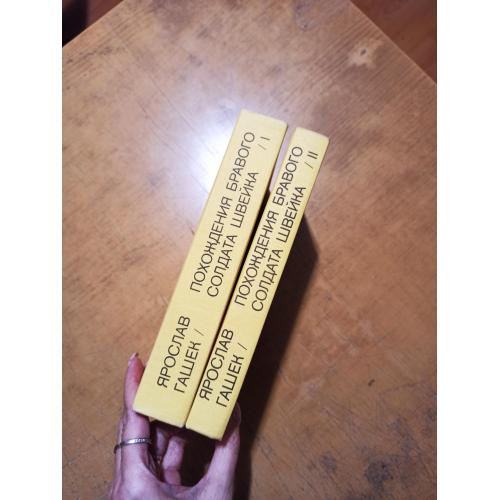 ЯРОСЛАВ
ГАШЕК /
ПОХОЖДЕНИЯ БРАВОГО
СОЛДАТА ШВЕЙКА / I
ЯРОСЛАВ
ГАШЕК /
ПОХОЖДЕНИЯ БРАВОГО
СОЛДАТА ШВЕЙКА / II